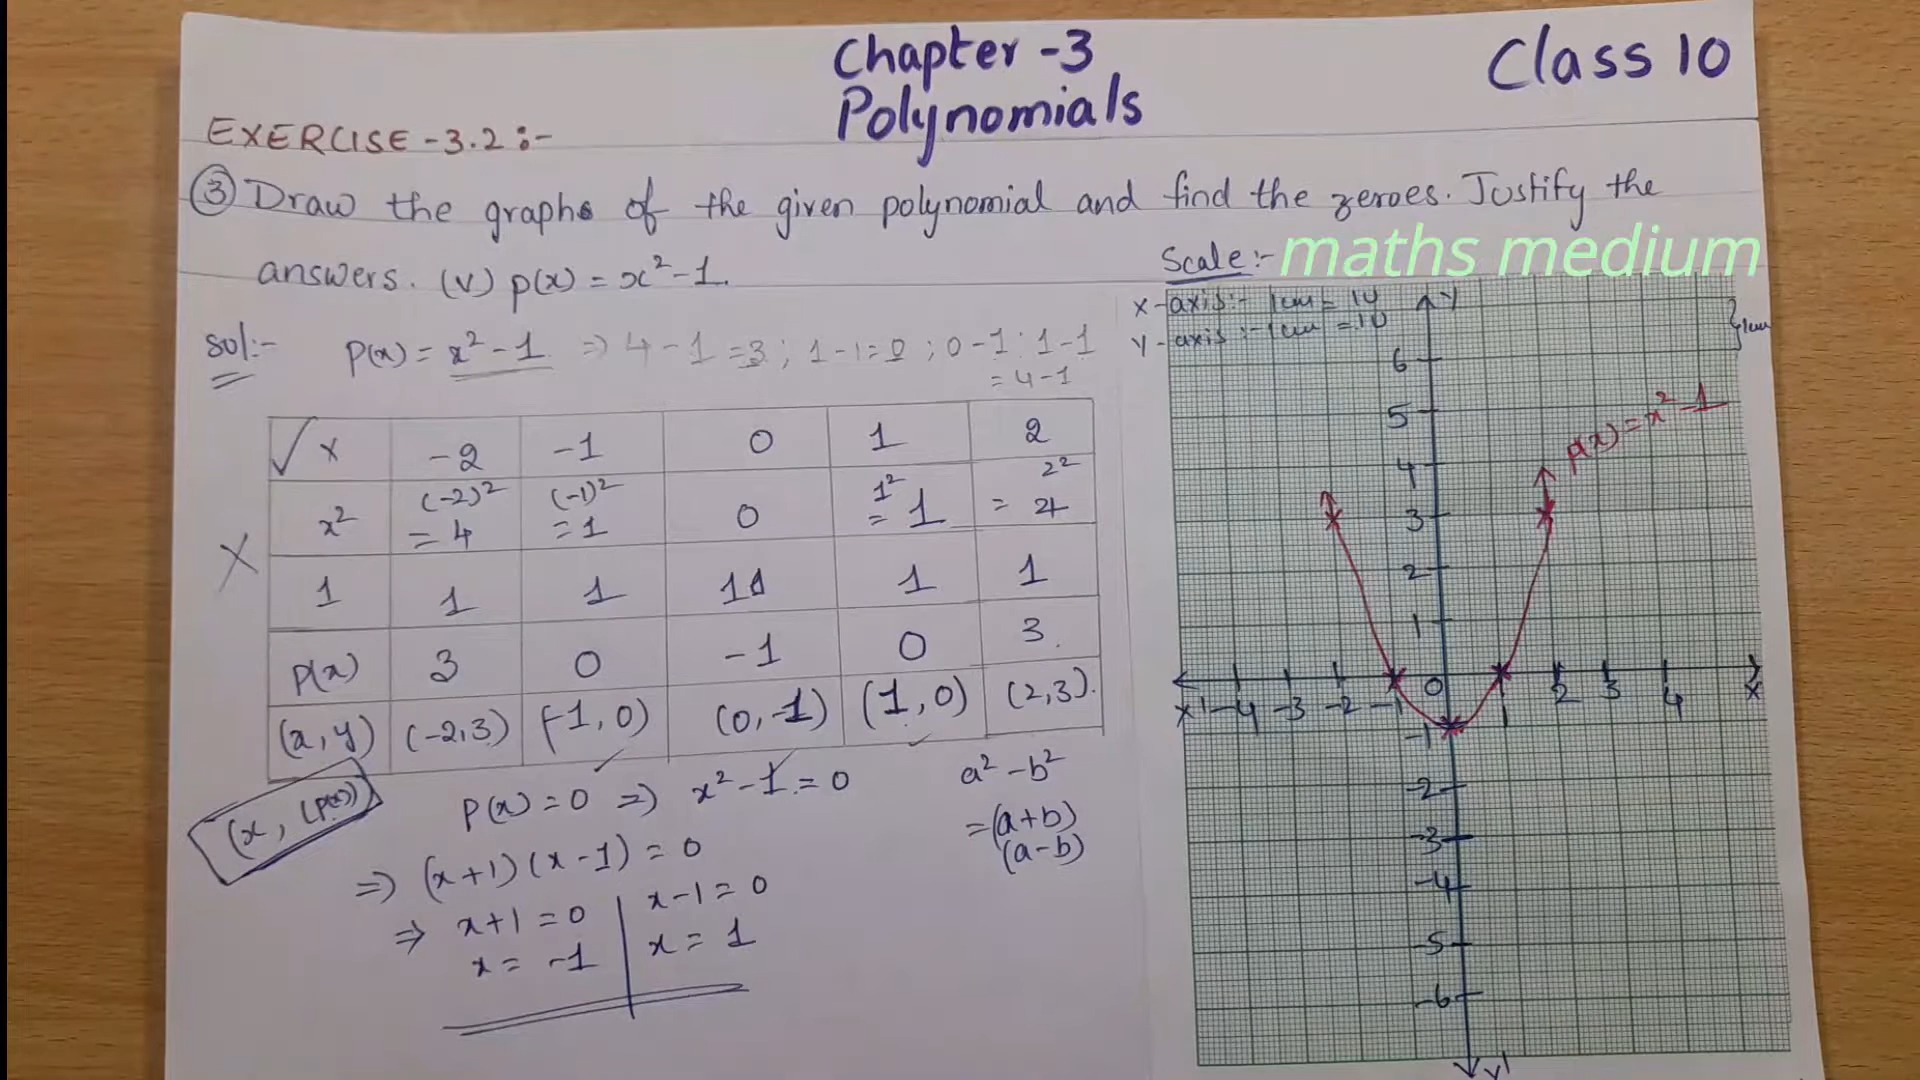 Chapter -3
Polynomials
Class 10
EXERCISE -3.2 :-
③ Draw the graphs of the given polynomial and find the zeroes. Justify the
answers. (v) p(x) = x² - 1.
maths medium
sol:- P(x) = x² - 1 ⇒ 4 - 1 = 3 ; 1 - 1 = 0 ; 0 - 1 ; 1 - 1
= 4 - 1
✓ x -2 -1 0 1 2
x² (-2)² = 4 (-1)² = 1 0 1² = 1 2² = 4
X
1 1 1 1 1 1
P(x) 3 0 -1 0 3.
(x, y) (-2,3) (-1, 0) (0, -1) (1, 0) (2,3).
(x, (p(x)))
P(x) = 0 ⇒ x² - 1 = 0
⇒ (x+1) (x - 1) = 0
⇒ x+1 = 0 | x - 1 = 0
x = -1 | x = 1
a² - b²
= (a+b)
(a-b)
Scale :-
X-axis :- 1cm = 10
Y-axis :- 1cm = 10
Y
}1cm
6
5
4
3
2
1
p(x) = x² - 1
x' -4 -3 -2 -1 0 1 2 3 4 x
-1
-2
-3
-4
-5
-6
y'